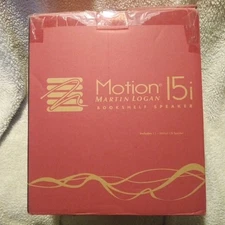 Motion® 15i
MARTIN LOGAN
BOOKSHELF SPEAKER